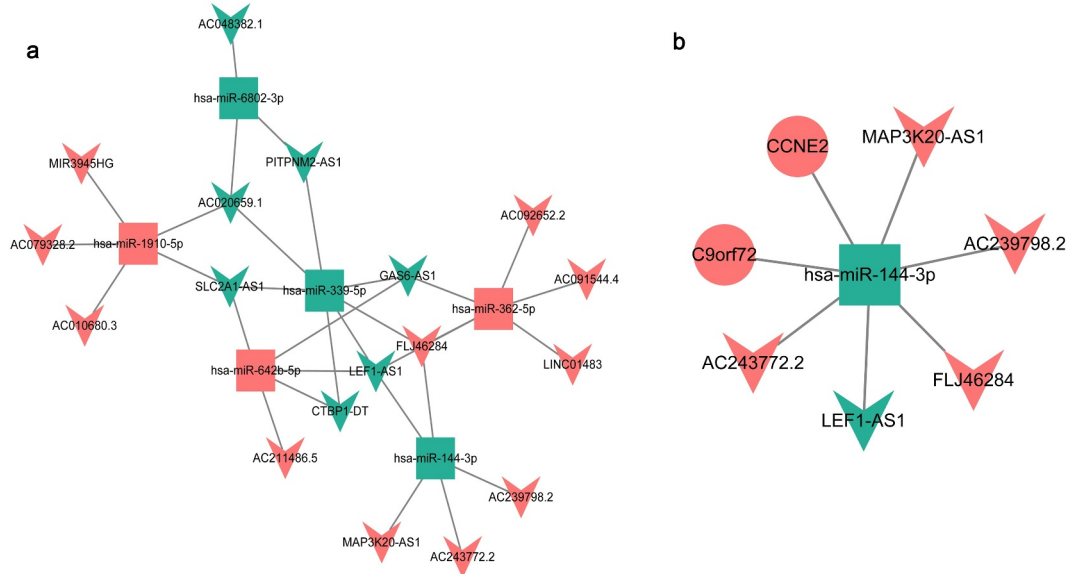 a
AC048382.1
hsa-miR-6802-3p
MIR3945HG
PITPNM2-AS1
AC020659.1
AC079328.2
hsa-miR-1910-5p
AC092652.2
SLC2A1-AS1
hsa-miR-339-5p
GAS6-AS1
AC091544.4
AC010680.3
hsa-miR-362-5p
FLJ46284
LINC01483
hsa-miR-642b-5p
LEF1-AS1
CTBP1-DT
AC211486.5
hsa-miR-144-3p
AC239798.2
MAP3K20-AS1
AC243772.2
b
CCNE2
MAP3K20-AS1
C9orf72
AC239798.2
hsa-miR-144-3p
AC243772.2
FLJ46284
LEF1-AS1